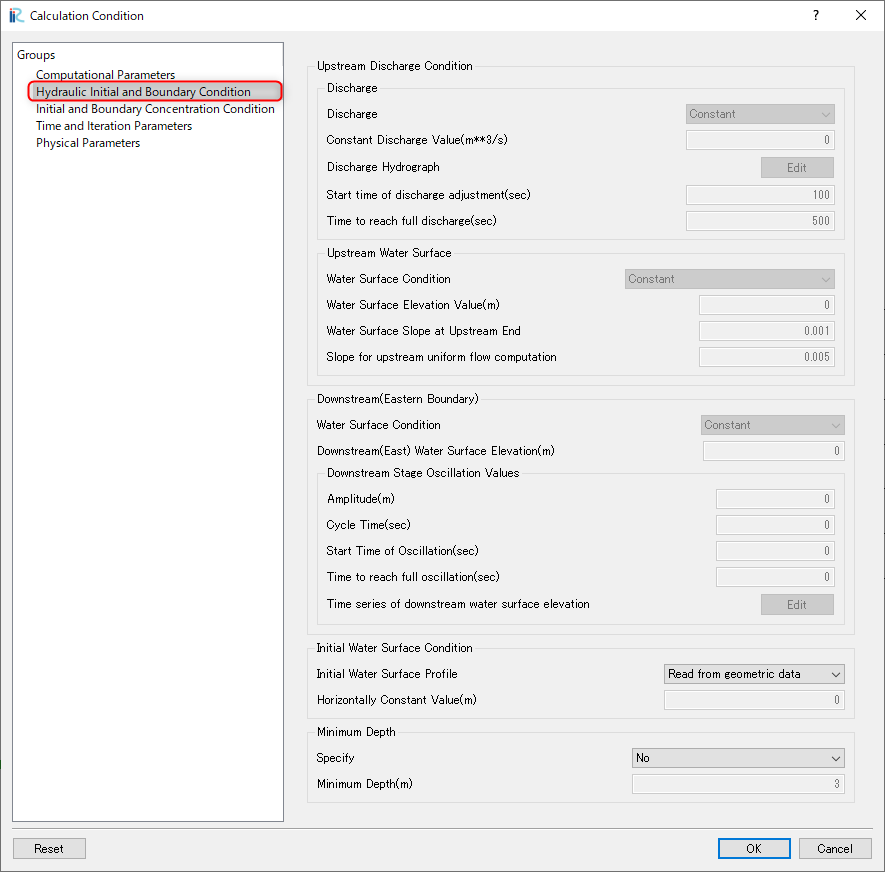 Calculation Condition
?
Groups
Computational Parameters
Hydraulic Initial and Boundary Condition
Initial and Boundary Concentration Condition
Time and Iteration Parameters
Physical Parameters
Upstream Discharge Condition
Discharge
Discharge Constant
Constant Discharge Value(m**3/s) 0
Discharge Hydrograph Edit
Start time of discharge adjustment(sec) 100
Time to reach full discharge(sec) 500
Upstream Water Surface
Water Surface Condition Constant
Water Surface Elevation Value(m) 0
Water Surface Slope at Upstream End 0.001
Slope for upstream uniform flow computation 0.005
Downstream(Eastern Boundary)
Water Surface Condition Constant
Downstream(East) Water Surface Elevation(m) 0
Downstream Stage Oscillation Values
Amplitude(m) 0
Cycle Time(sec) 0
Start Time of Oscillation(sec) 0
Time to reach full oscillation(sec) 0
Time series of downstream water surface elevation Edit
Initial Water Surface Condition
Initial Water Surface Profile Read from geometric data
Horizontally Constant Value(m) 0
Minimum Depth
Specify No
Minimum Depth(m) 3
Reset OK Cancel